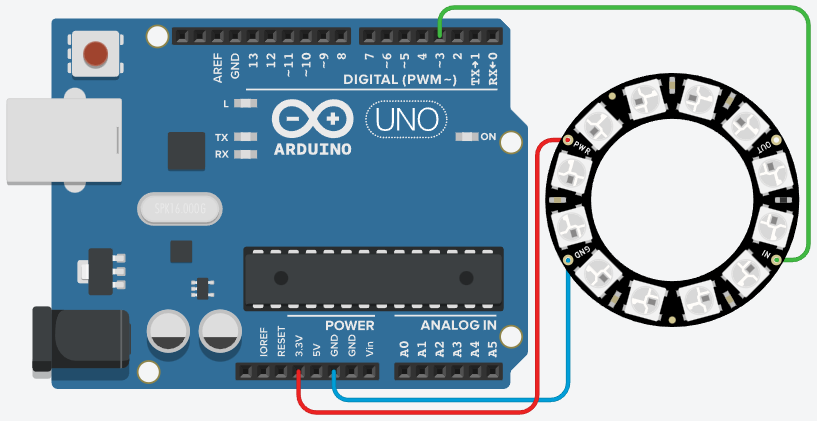 AREF
GND
13
12
~11
~10
~9
8
7
~6
~5
4
~3
2
TX→1
RX←0
DIGITAL (PWM~)
L
TX
RX
UNO
ON
ARDUINO
SPK16.000G
PWR
OUT
GND
IN
POWER
ANALOG IN
IOREF
RESET
3.3V
5V
GND
GND
Vin
A0
A1
A2
A3
A4
A5